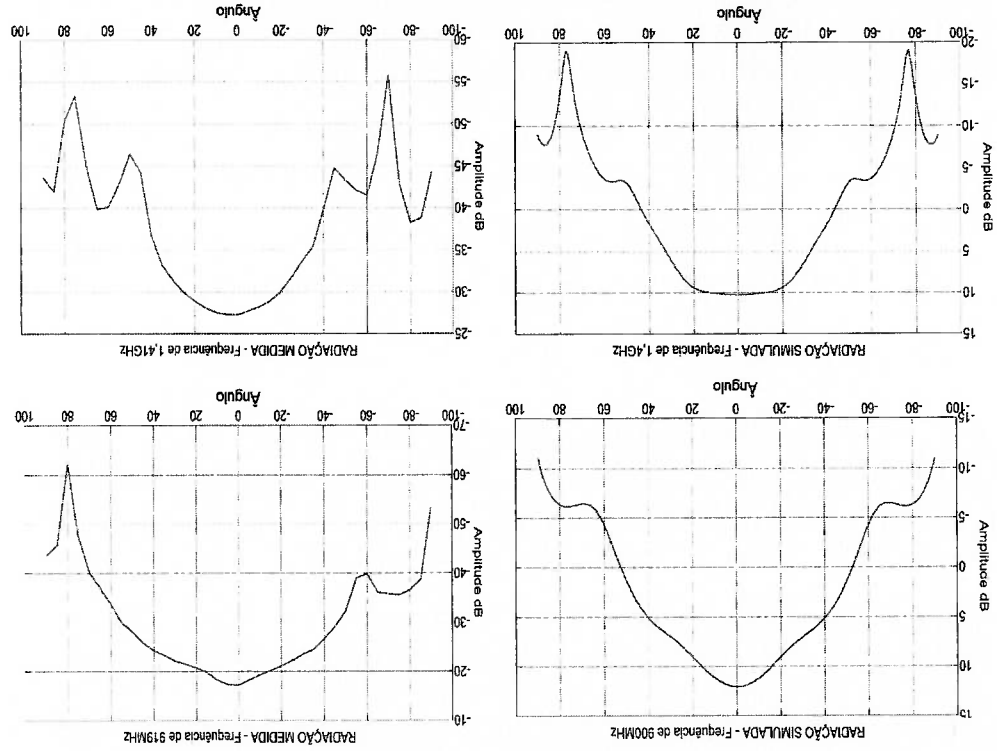 RADIAÇÃO SIMULADA - Frequência de 900MHz
Amplitude dB
15
10
5
0
-5
-10
-15
-100 -80 -60 -40 -20 0 20 40 60 80 100
Ângulo
RADIAÇÃO MEDIDA - Frequência de 919MHz
Amplitude dB
-10
-20
-30
-40
-50
-60
-70
-100 -80 -60 -40 -20 0 20 40 60 80 100
Ângulo
RADIAÇÃO SIMULADA - Frequência de 1,4GHz
Amplitude dB
15
10
5
0
-5
-10
-15
-20
-100 -80 -60 -40 -20 0 20 40 60 80 100
Ângulo
RADIAÇÃO MEDIDA - Frequência de 1,41GHz
Amplitude dB
-25
-30
-35
-40
-45
-50
-55
-60
-100 -80 -60 -40 -20 0 20 40 60 80 100
Ângulo